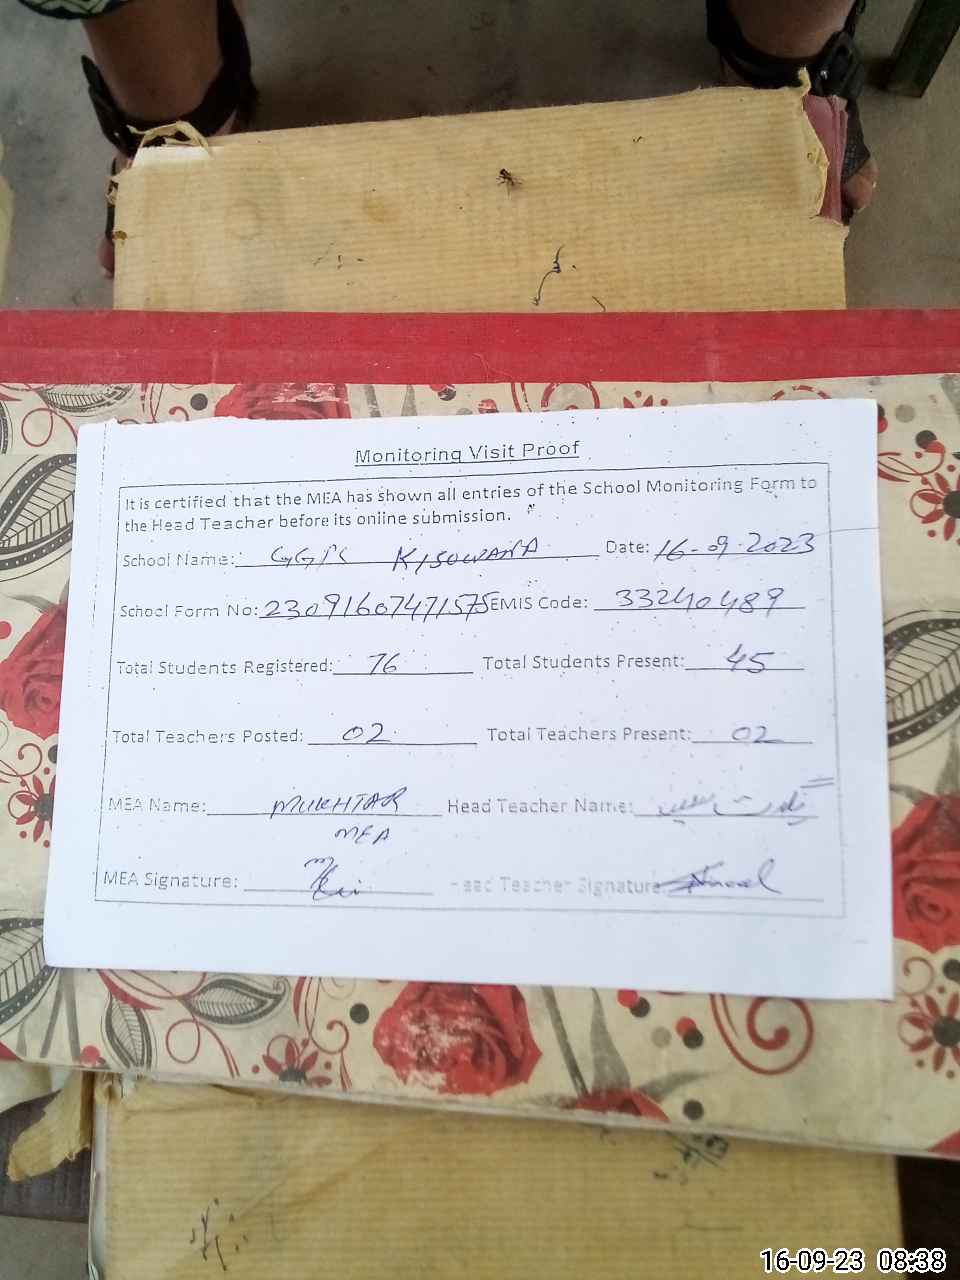 Monitoring Visit Proof
It is certified that the MEA has shown all entries of the School Monitoring Form to
the Head Teacher before its online submission.
School Name: GGPS KISOWANA Date: 16-09-2023
School Form No: 230916074711575 EMIS Code: 33240489
Total Students Registered: 76 Total Students Present: 45
Total Teachers Posted: 02 Total Teachers Present: 02
MEA Name: MUKHTAR Head Teacher Name:
MEA
MEA Signature: Head Teacher Signature:
16-09-23 08:38